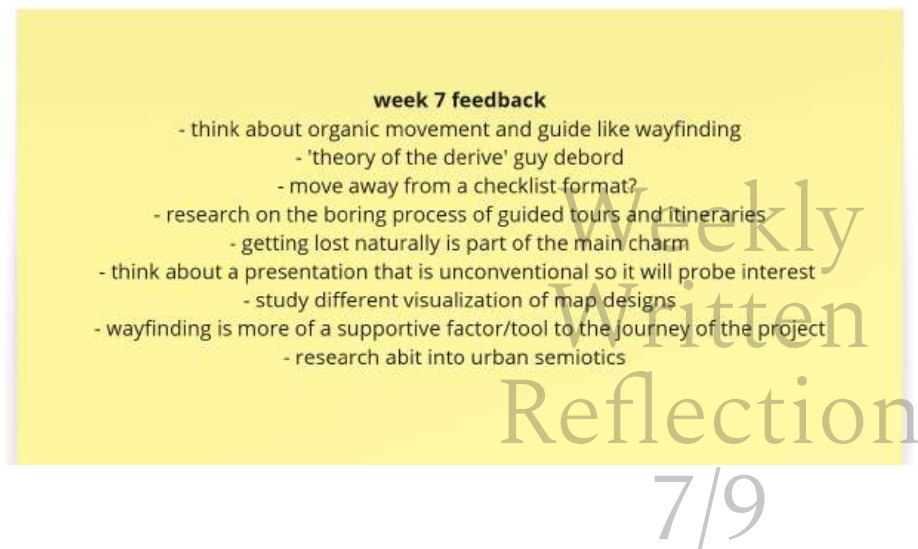 week 7 feedback
- think about organic movement and guide like wayfinding
- 'theory of the derive' guy debord
- move away from a checklist format?
- research on the boring process of guided tours and itineraries
- getting lost naturally is part of the main charm
- think about a presentation that is unconventional so it will probe interest
- study different visualization of map designs
- wayfinding is more of a supportive factor/tool to the journey of the project
- research abit into urban semiotics
Weekly
Written
Reflection
7/9